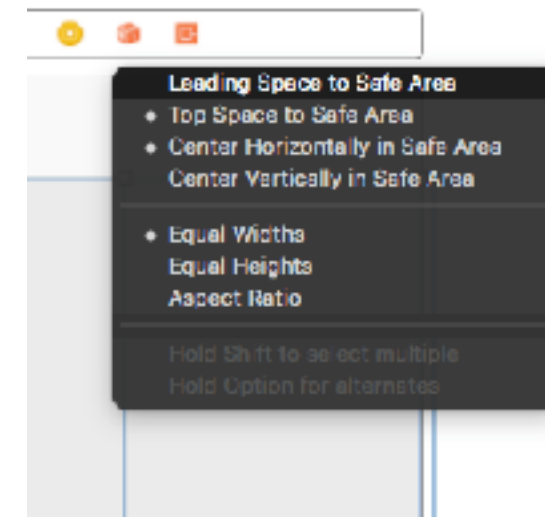 Leading Space to Safe Area
Top Space to Safe Area
Center Horizontally in Safe Area
Center Vertically in Safe Area
Equal Widths
Equal Heights
Aspect Ratio
Hold Shift to select multiple
Hold Option for alternates